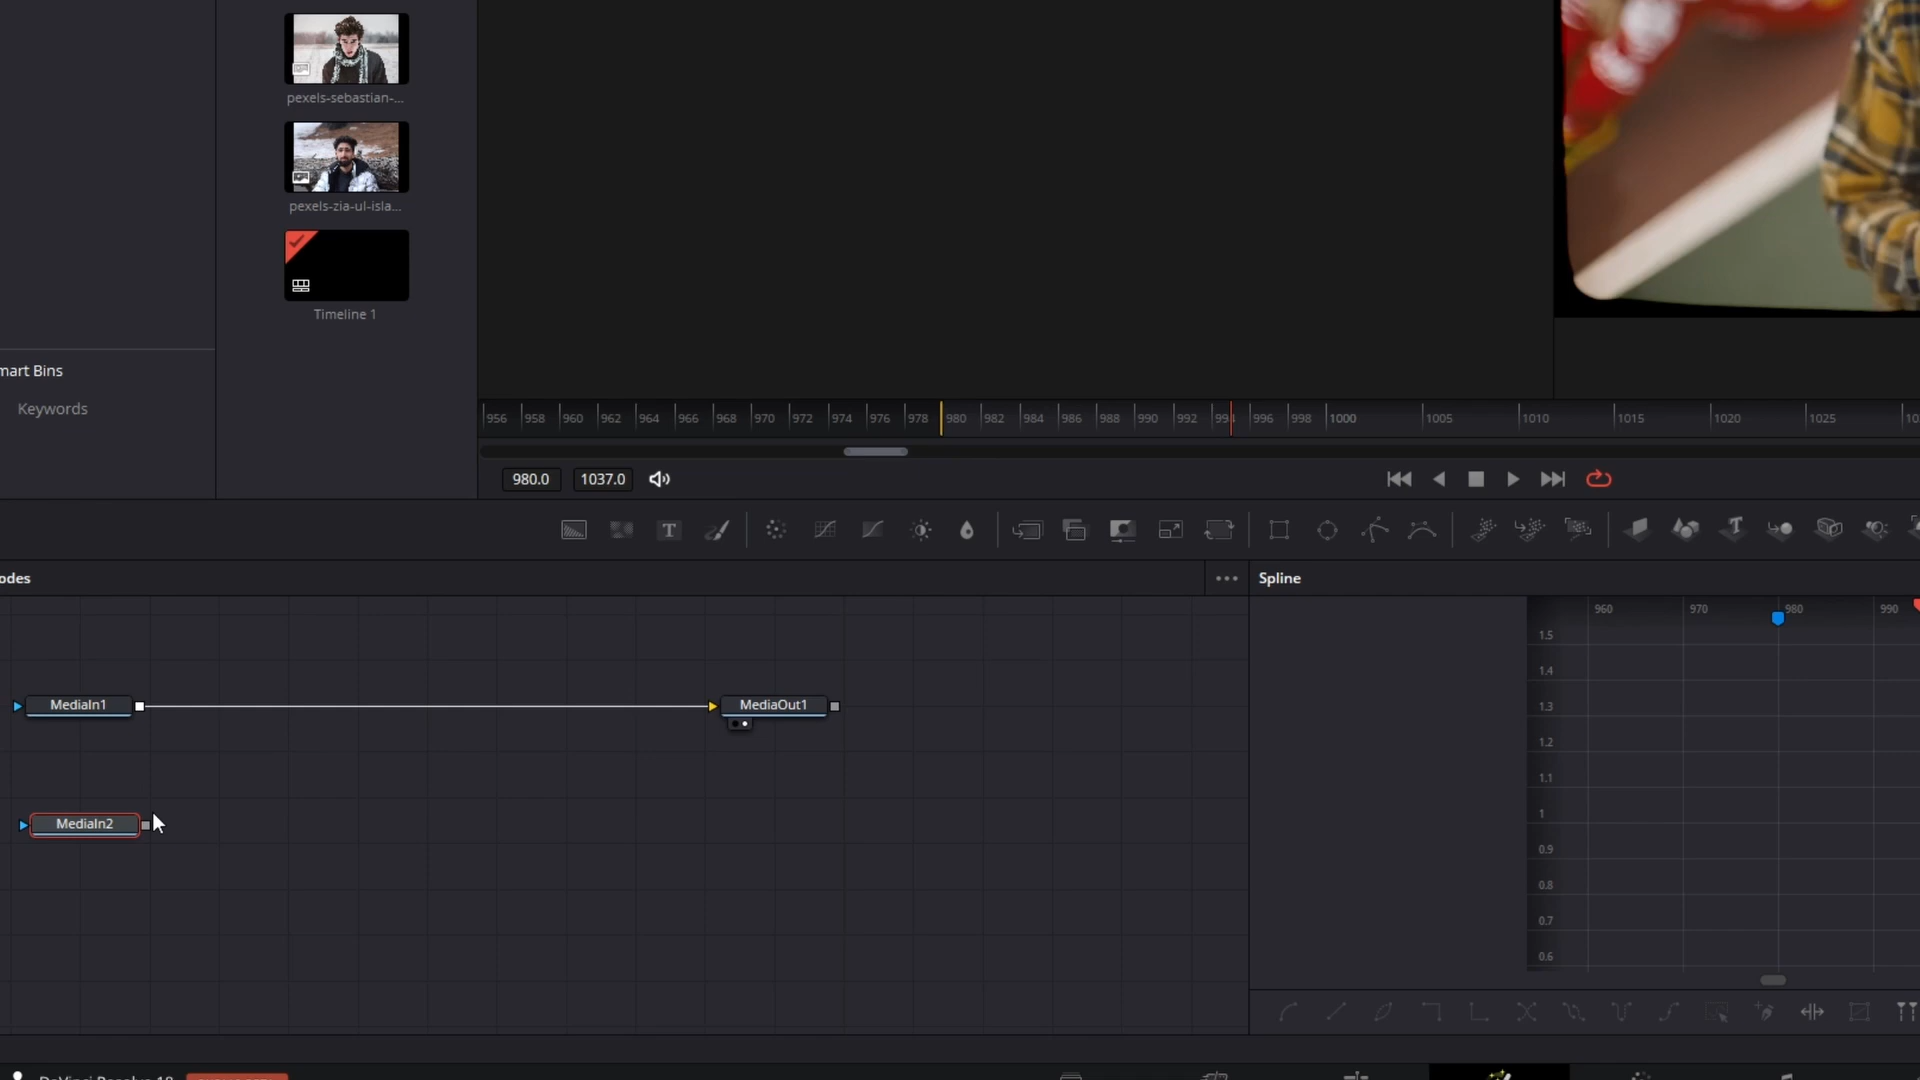 pexels-sebastian-...
pexels-zia-ul-isla...
Timeline 1
mart Bins
Keywords
956 958 960 962 964 966 968 970 972 974 976 978 980 982 984 986 988 990 992 994 996 998 1000 1005 1010 1015 1020 1025
980.0 1037.0
T
odes
Spline
960 970 980 990
1.5
1.4
1.3
1.2
1.1
1
0.9
0.8
0.7
0.6
MediaIn1
MediaOut1
MediaIn2
DaVinci Resolve 18